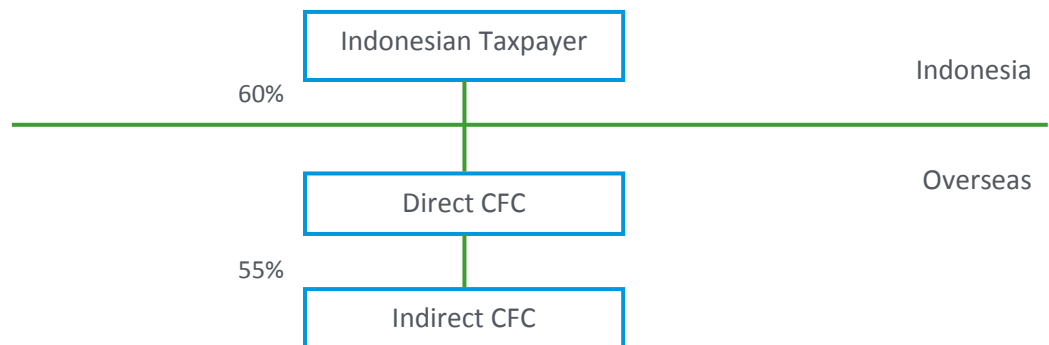 Indonesian Taxpayer
Indonesia
60%
Overseas
Direct CFC
55%
Indirect CFC